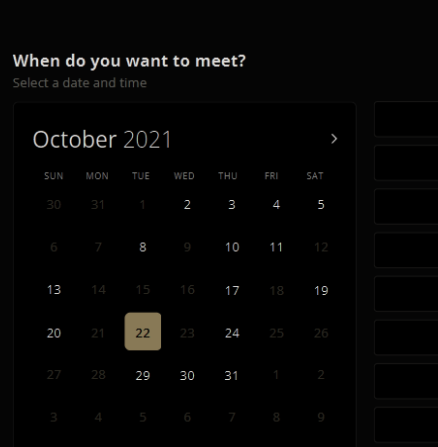 When do you want to meet?
Select a date and time
October 2021 >
SUN MON TUE WED THU FRI SAT
30 31 1 2 3 4 5
6 7 8 9 10 11 12
13 14 15 16 17 18 19
20 21 22 23 24 25 26
27 28 29 30 31 1 2
3 4 5 6 7 8 9